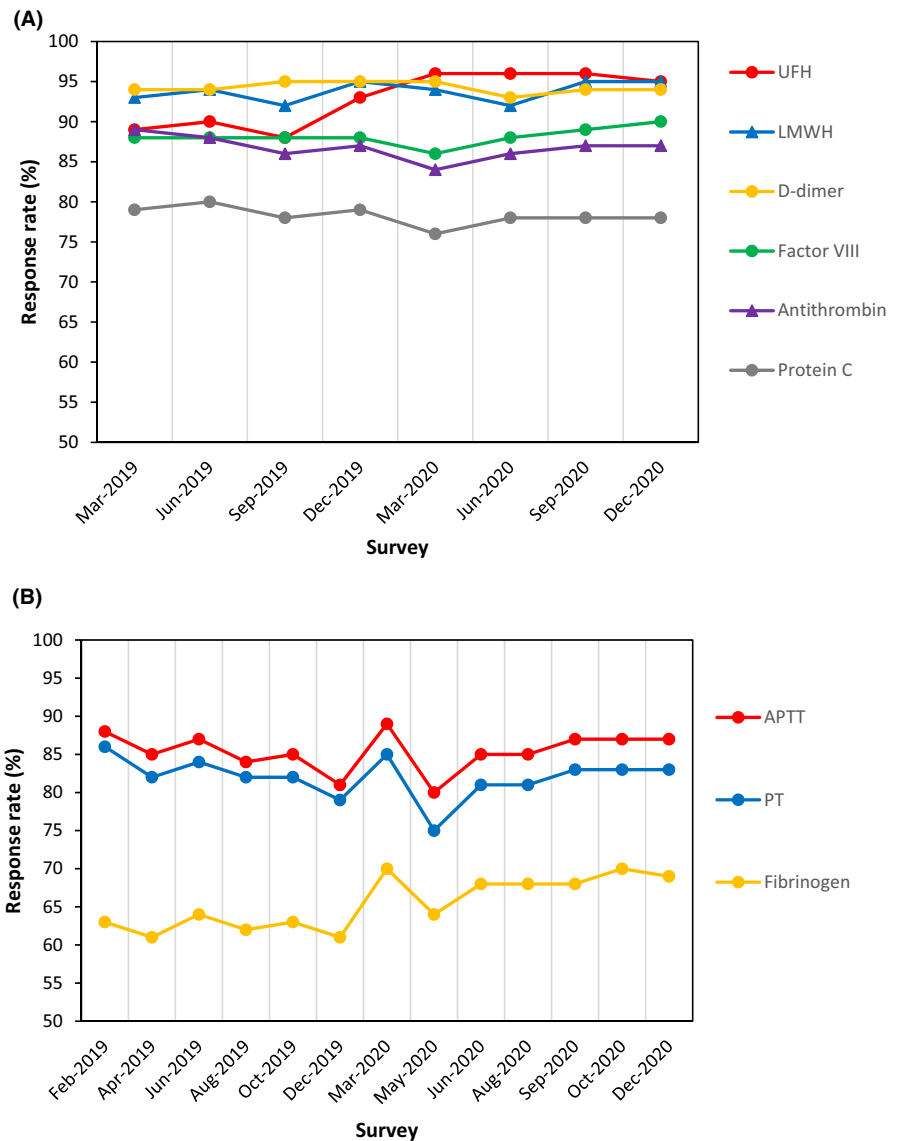 (A)
100
95
90
85
80
75
70
65
60
55
50
Response rate (%)
Mar-2019
Jun-2019
Sep-2019
Dec-2019
Mar-2020
Jun-2020
Sep-2020
Dec-2020
Survey
UFH
LMWH
D-dimer
Factor VIII
Antithrombin
Protein C
(B)
100
95
90
85
80
75
70
65
60
55
50
Response rate (%)
Feb-2019
Apr-2019
Jun-2019
Aug-2019
Oct-2019
Dec-2019
Mar-2020
May-2020
Jun-2020
Aug-2020
Sep-2020
Oct-2020
Dec-2020
Survey
APTT
PT
Fibrinogen